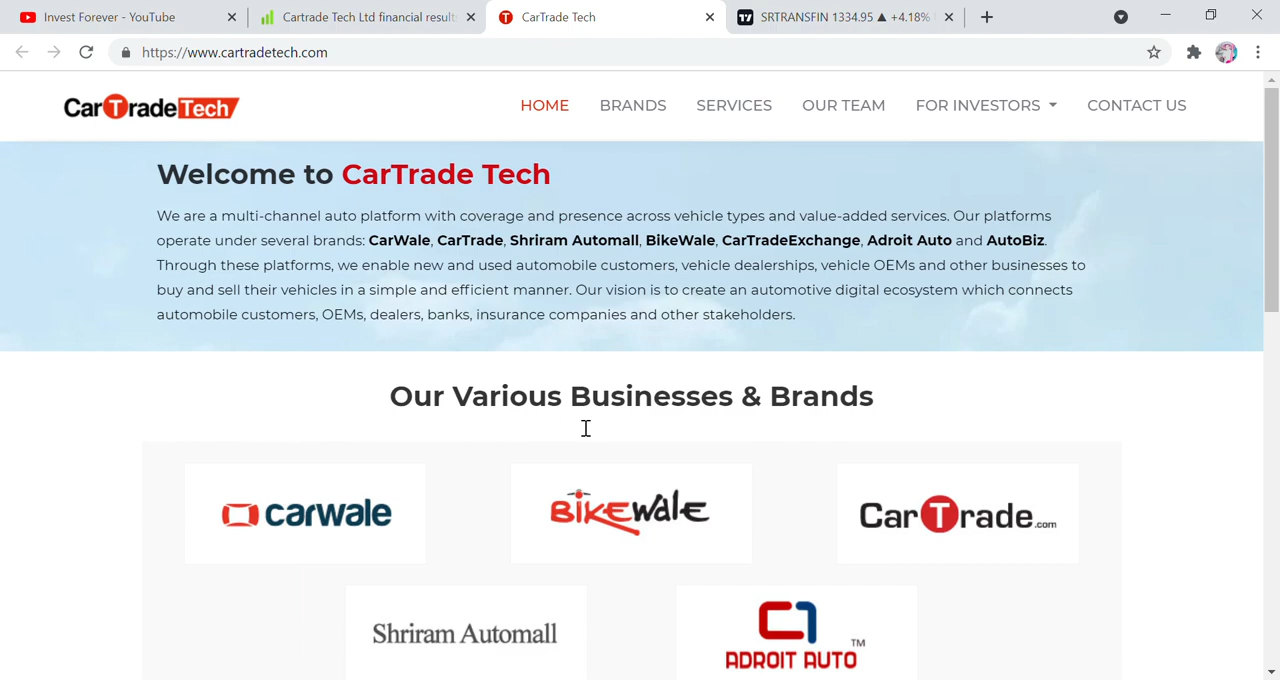 Invest Forever - YouTube
Cartrade Tech Ltd financial result
CarTrade Tech
SRTRANSFIN 1334.95 ▲ +4.18%
https://www.cartradetech.com
CarTradeTech
HOME
BRANDS
SERVICES
OUR TEAM
FOR INVESTORS
CONTACT US
Welcome to CarTrade Tech
We are a multi-channel auto platform with coverage and presence across vehicle types and value-added services. Our platforms
operate under several brands: CarWale, CarTrade, Shriram Automall, BikeWale, CarTradeExchange, Adroit Auto and AutoBiz.
Through these platforms, we enable new and used automobile customers, vehicle dealerships, vehicle OEMs and other businesses to
buy and sell their vehicles in a simple and efficient manner. Our vision is to create an automotive digital ecosystem which connects
automobile customers, OEMs, dealers, banks, insurance companies and other stakeholders.
Our Various Businesses & Brands
carwale
BikeWale
CarTrade.com
Shriram Automall
ADROIT AUTO™